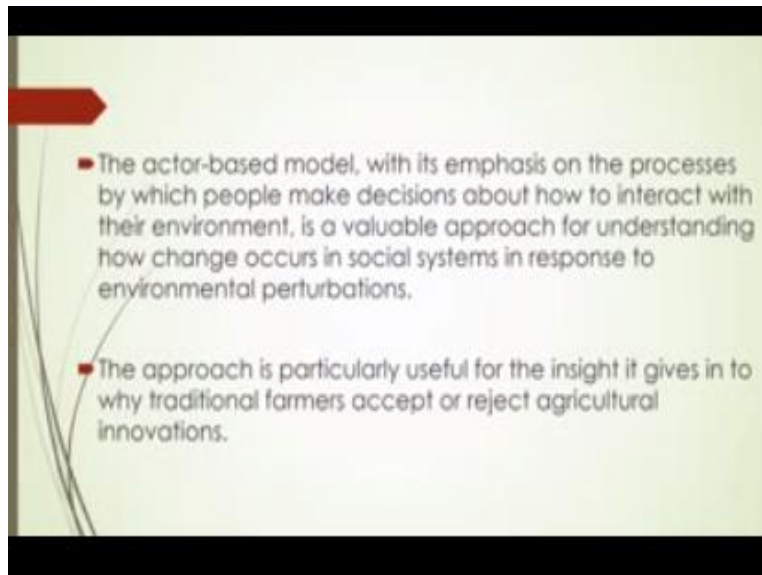 The actor-based model, with its emphasis on the processes
by which people make decisions about how to interact with
their environment, is a valuable approach for understanding
how change occurs in social systems in response to
environmental perturbations.
The approach is particularly useful for the insight it gives in to
why traditional farmers accept or reject agricultural
innovations.